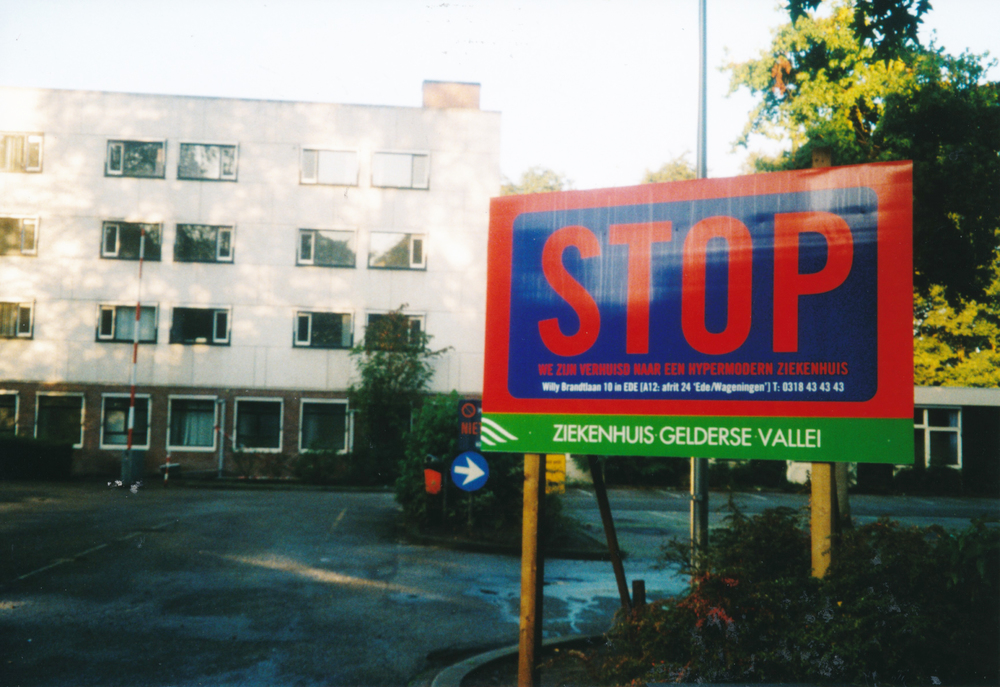 STOP
WE ZIJN VERHUISD NAAR EEN HYPERMODERN ZIEKENHUIS
Willy Brandtlaan 10 in EDE (A12: afrit 24 'Ede/Wageningen') T: 0318 43 43 43
ZIEKENHUIS·GELDERSE·VALLEI
NIE